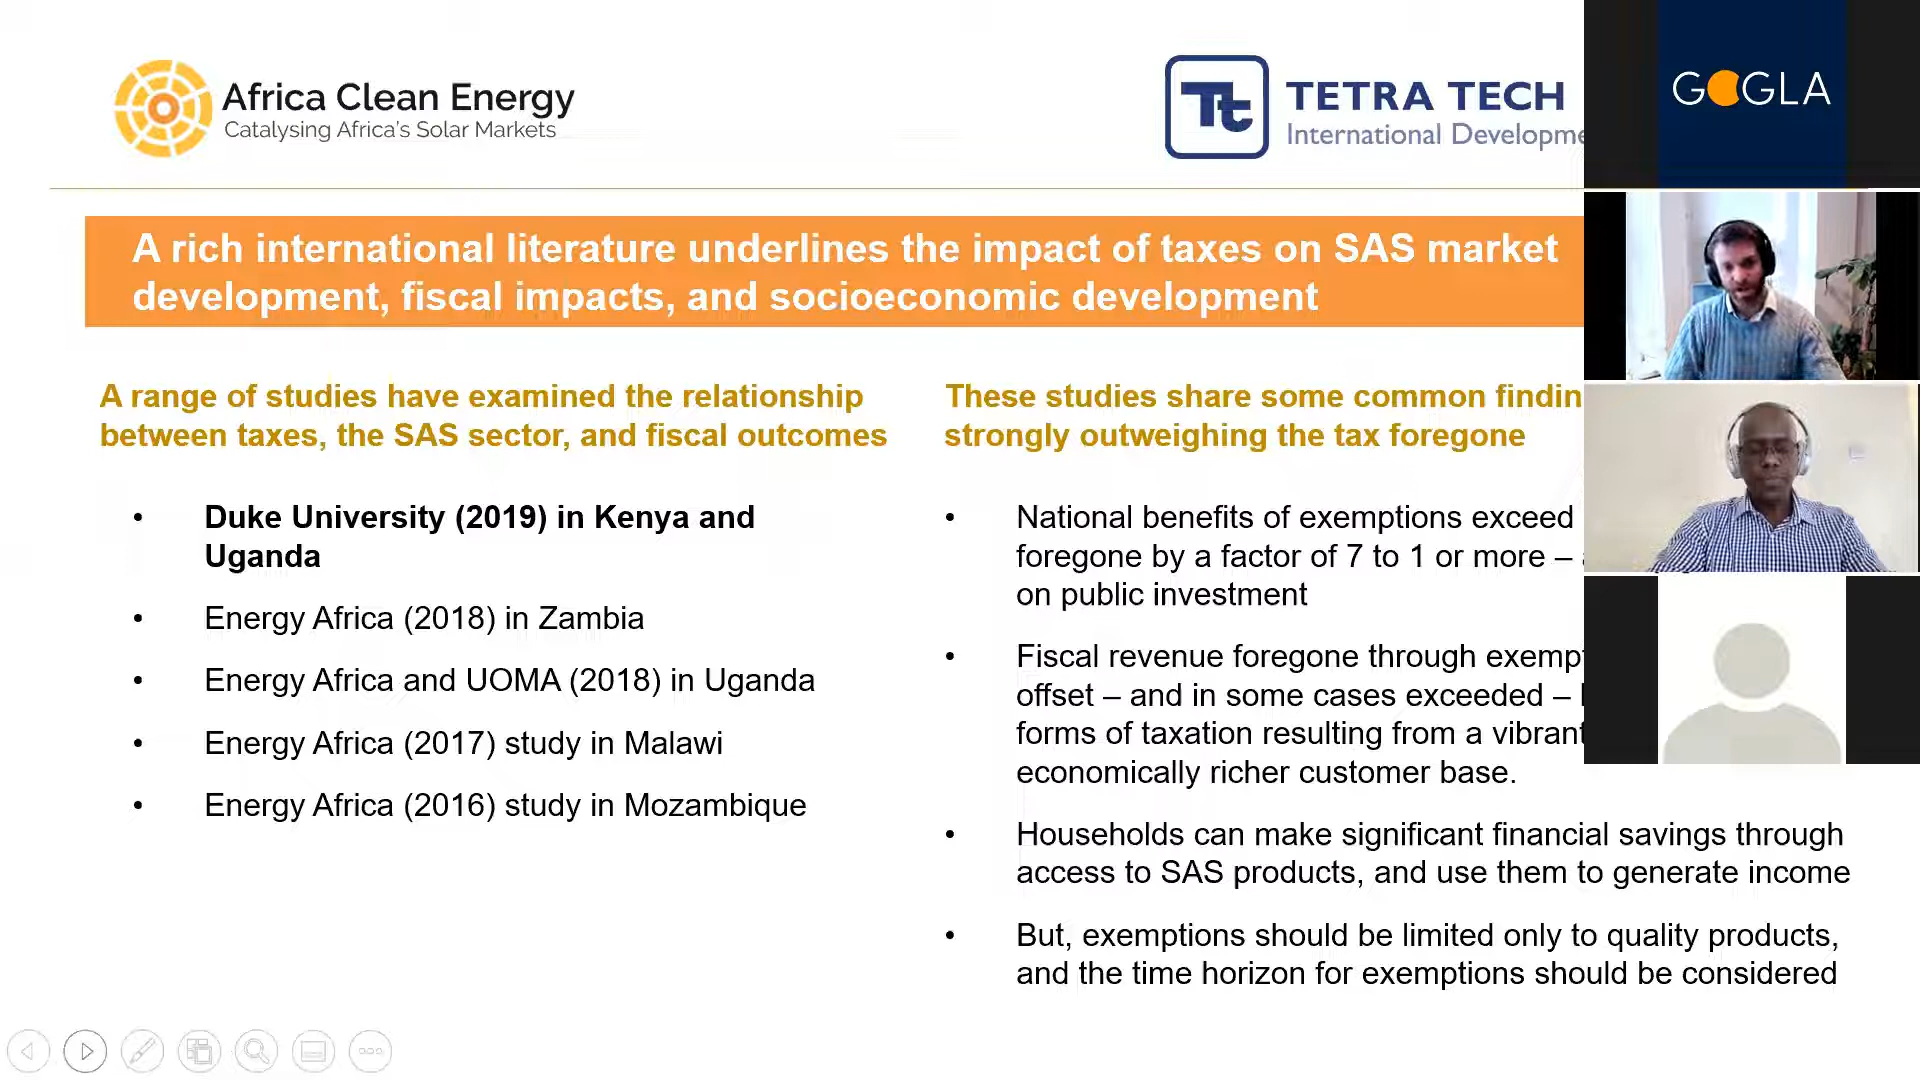 Africa Clean Energy
Catalysing Africa's Solar Markets
TETRA TECH
International Developme
GOGLA
A rich international literature underlines the impact of taxes on SAS market
development, fiscal impacts, and socioeconomic development
A range of studies have examined the relationship
between taxes, the SAS sector, and fiscal outcomes
• Duke University (2019) in Kenya and
Uganda
• Energy Africa (2018) in Zambia
• Energy Africa and UOMA (2018) in Uganda
• Energy Africa (2017) study in Malawi
• Energy Africa (2016) study in Mozambique
These studies share some common findin
strongly outweighing the tax foregone
• National benefits of exemptions exceed
foregone by a factor of 7 to 1 or more –
on public investment
• Fiscal revenue foregone through exemp
offset – and in some cases exceeded –
forms of taxation resulting from a vibrant
economically richer customer base.
• Households can make significant financial savings through
access to SAS products, and use them to generate income
• But, exemptions should be limited only to quality products,
and the time horizon for exemptions should be considered